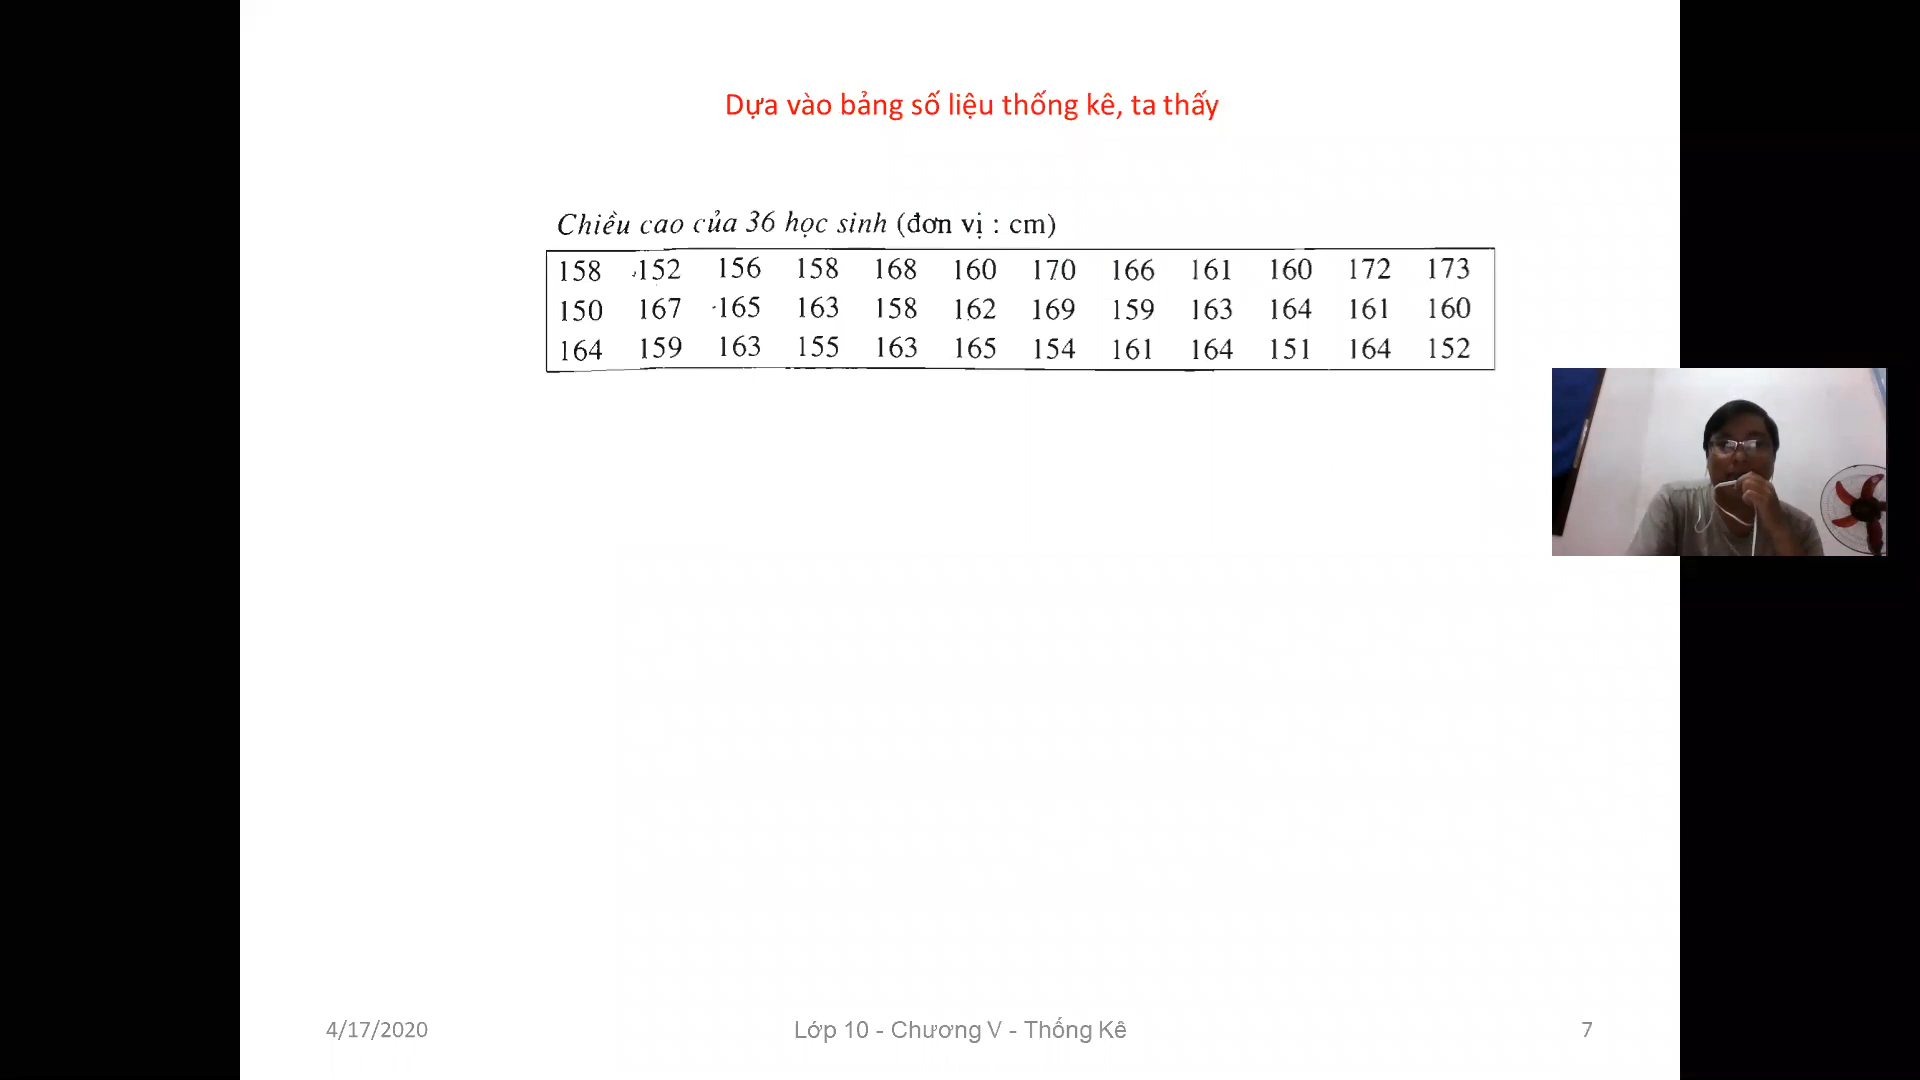 Dựa vào bảng số liệu thống kê, ta thấy
Chiều cao của 36 học sinh (đơn vị : cm)
158 152 156 158 168 160 170 166 161 160 172 173
150 167 165 163 158 162 169 159 163 164 161 160
164 159 163 155 163 165 154 161 164 151 164 152
4/17/2020 Lớp 10 - Chương V - Thống Kê 7